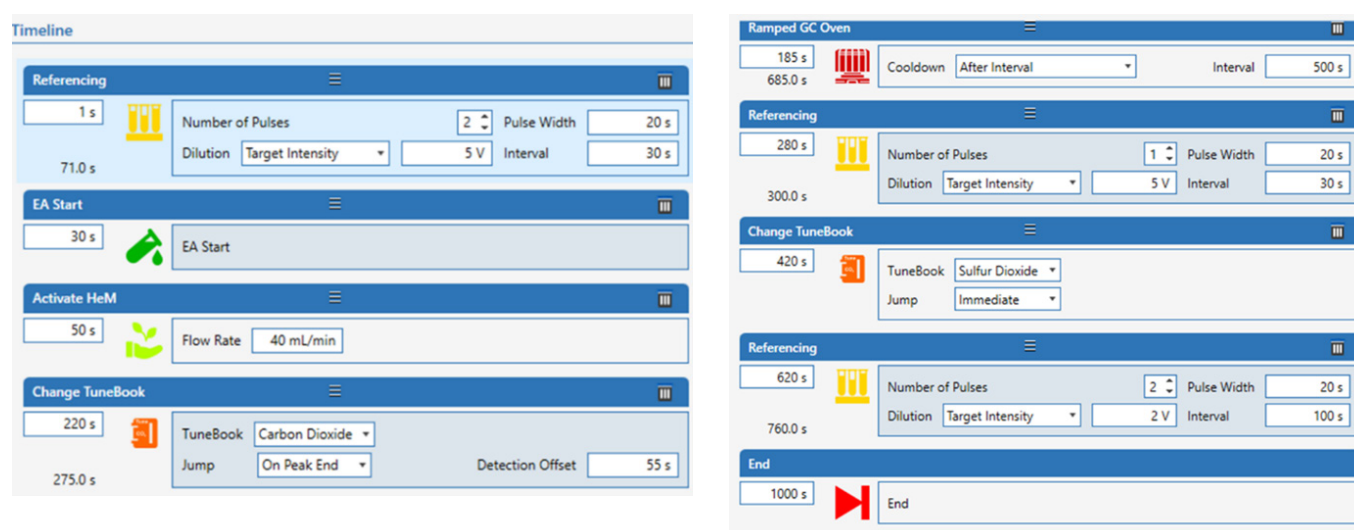 Timeline
Referencing
1 s
Number of Pulses 2 Pulse Width 20 s
Dilution Target Intensity 5 V Interval 30 s
71.0 s
EA Start
30 s
EA Start
Activate HeM
50 s
Flow Rate 40 mL/min
Change TuneBook
220 s
TuneBook Carbon Dioxide
Jump On Peak End Detection Offset 55 s
275.0 s
Ramped GC Oven
185 s
Cooldown After Interval Interval 500 s
685.0 s
Referencing
280 s
Number of Pulses 1 Pulse Width 20 s
Dilution Target Intensity 5 V Interval 30 s
300.0 s
Change TuneBook
420 s
TuneBook Sulfur Dioxide
Jump Immediate
Referencing
620 s
Number of Pulses 2 Pulse Width 20 s
Dilution Target Intensity 2 V Interval 100 s
760.0 s
End
1000 s
End